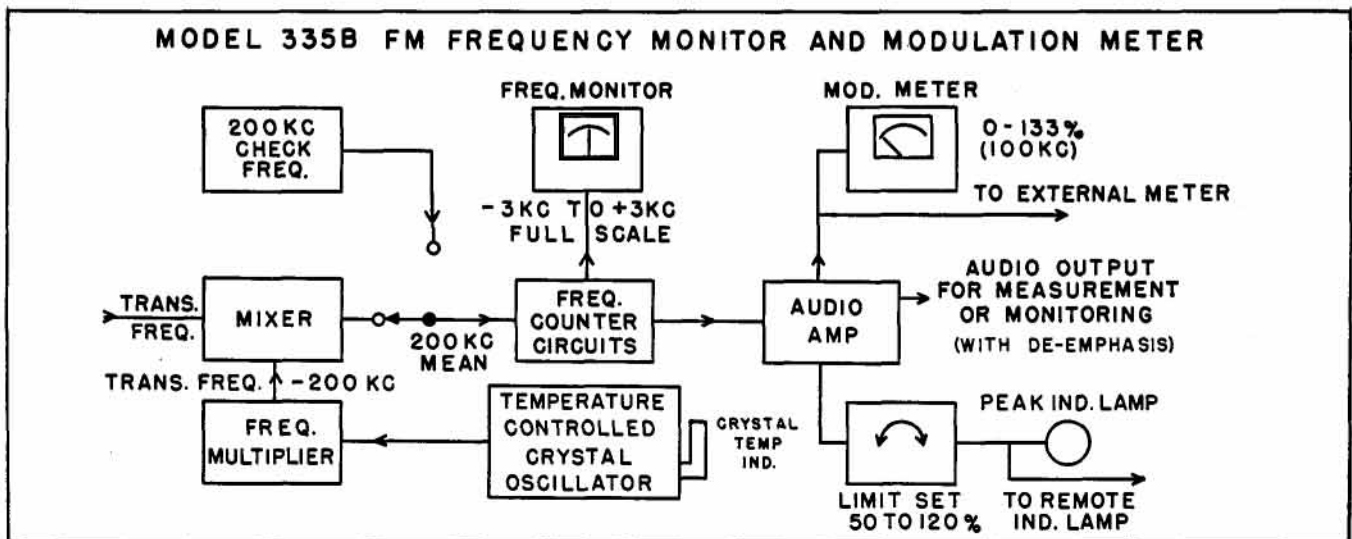 MODEL 335B FM FREQUENCY MONITOR AND MODULATION METER
200KC
CHECK
FREQ.
FREQ. MONITOR
-3KC TO +3KC
FULL SCALE
MOD. METER
0-133%
(100KC)
TO EXTERNAL METER
TRANS.
FREQ.
MIXER
200KC
MEAN
FREQ.
COUNTER
CIRCUITS
AUDIO
AMP
AUDIO OUTPUT
FOR MEASUREMENT
OR MONITORING
(WITH DE-EMPHASIS)
TRANS. FREQ. -200 KC
FREQ.
MULTIPLIER
TEMPERATURE
CONTROLLED
CRYSTAL
OSCILLATOR
CRYSTAL
TEMP
IND.
LIMIT SET
50 TO 120%
PEAK IND. LAMP
TO REMOTE
IND. LAMP